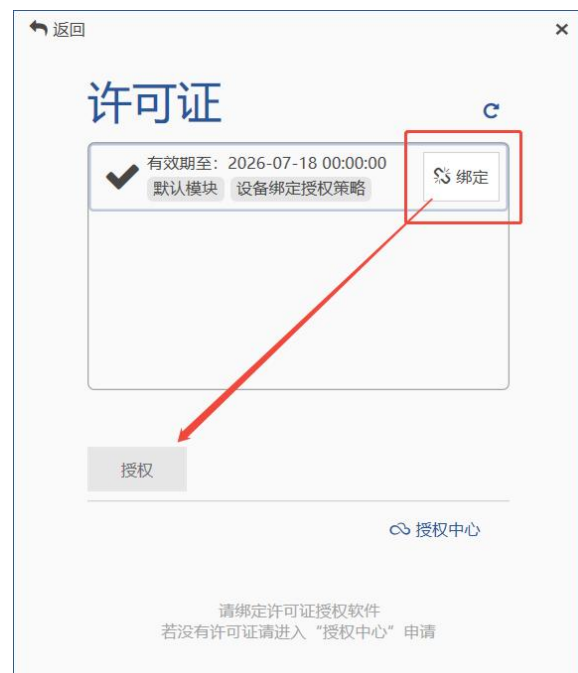 返回
许可证
有效期至：2026-07-18 00:00:00
默认模块 设备绑定授权策略
绑定
授权
授权中心
请绑定许可证授权软件
若没有许可证请进入“授权中心”申请